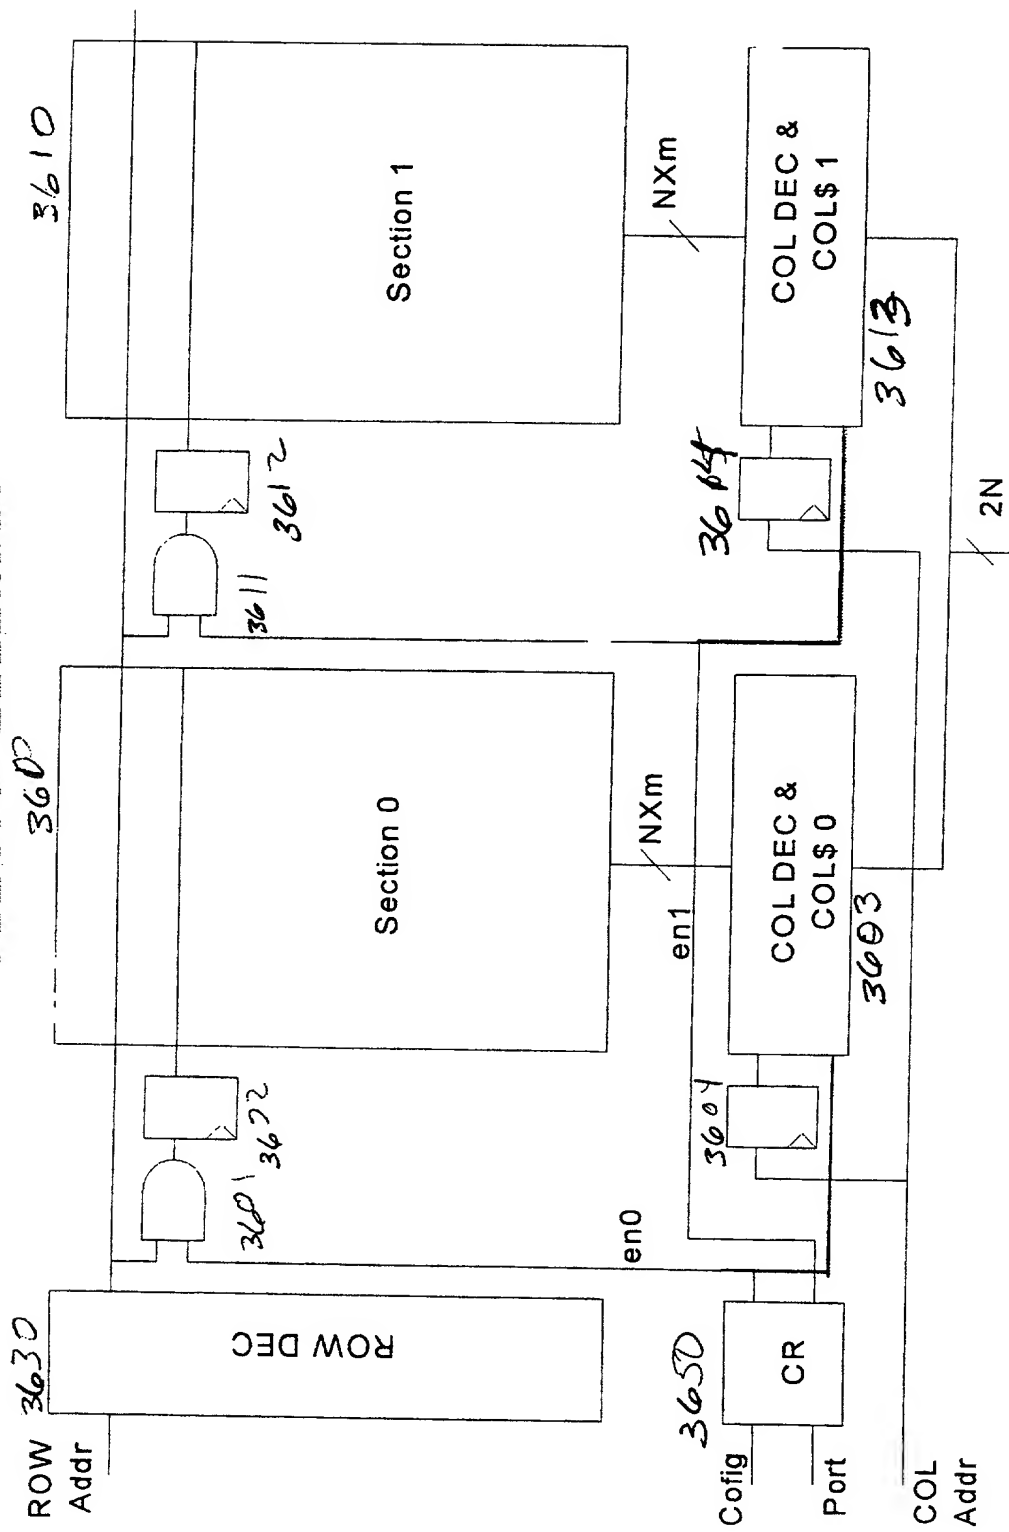 3610
Section 1
NXm
COL DEC &
COL$ 1
3613
3612
3611
3614
2N
3600
Section 0
NXm
COL DEC &
COL$ 0
3603
en1
3602
3601
3604
en0
3630
ROW DEC
ROW
Addr
3650
CR
Cofig
Port
COL
Addr